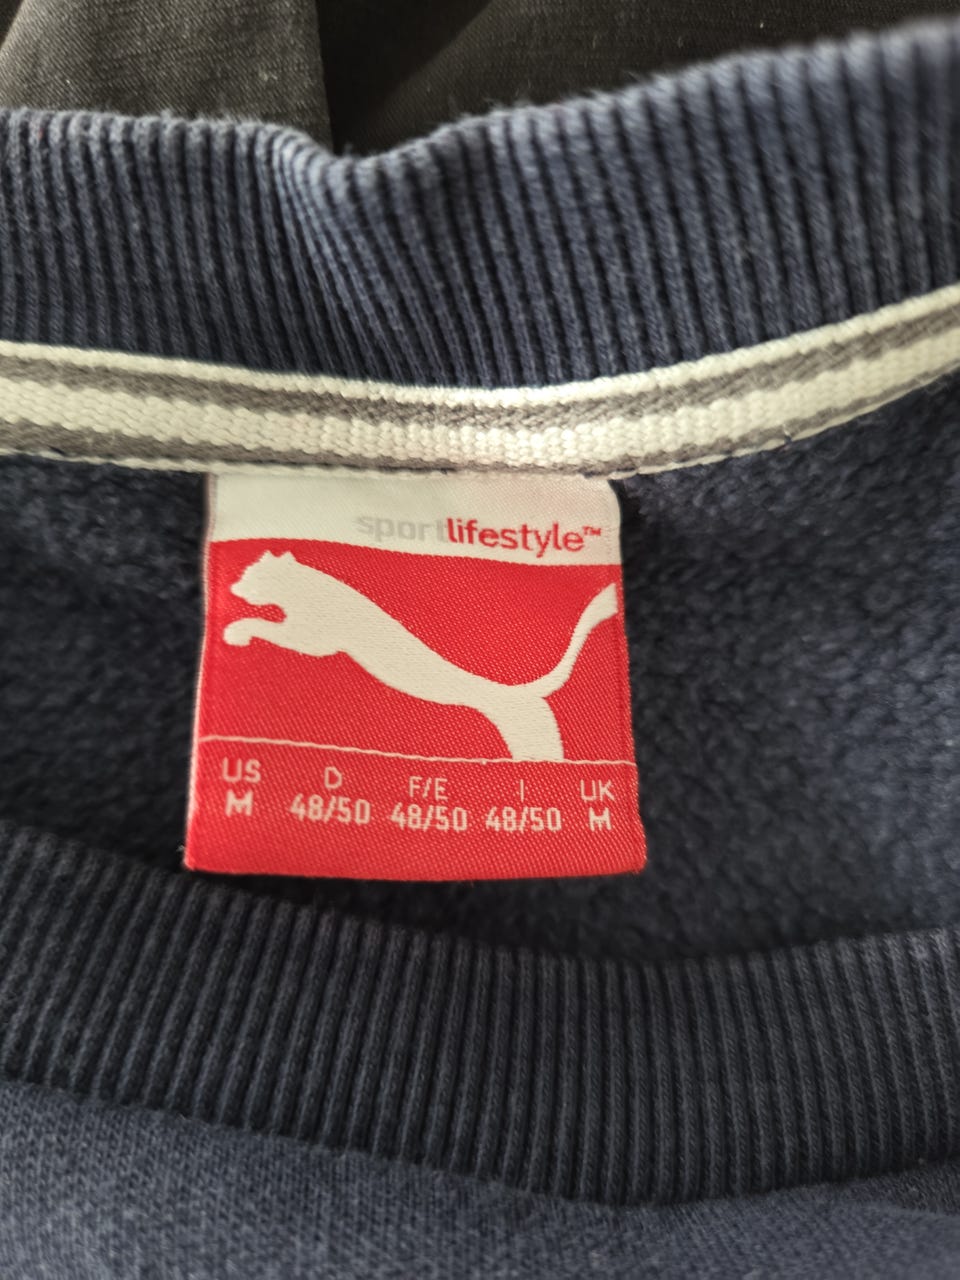 sportlifestyle™
US D F/E I UK
M 48/50 48/50 48/50 M